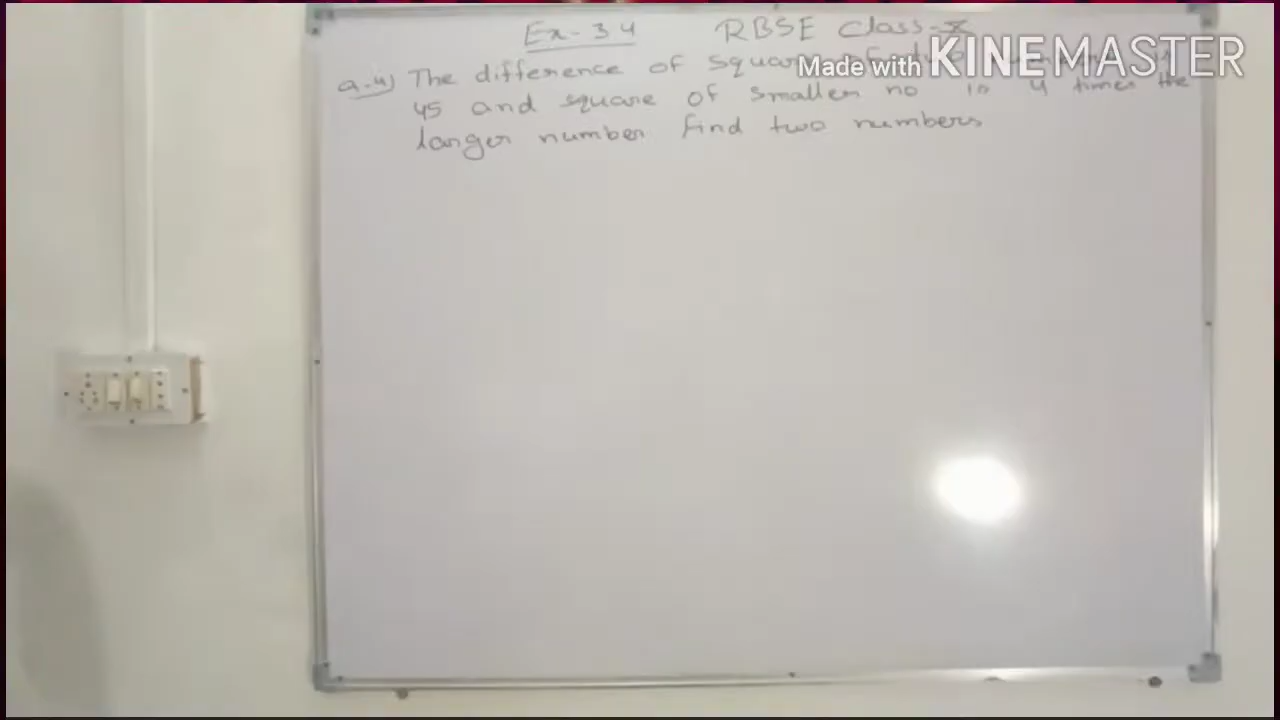 Ex-3.4 RBSE Class-X
Q.4) The difference of square
45 and square of smaller no is 4 times the
larger number find two numbers
Made with KINEMASTER